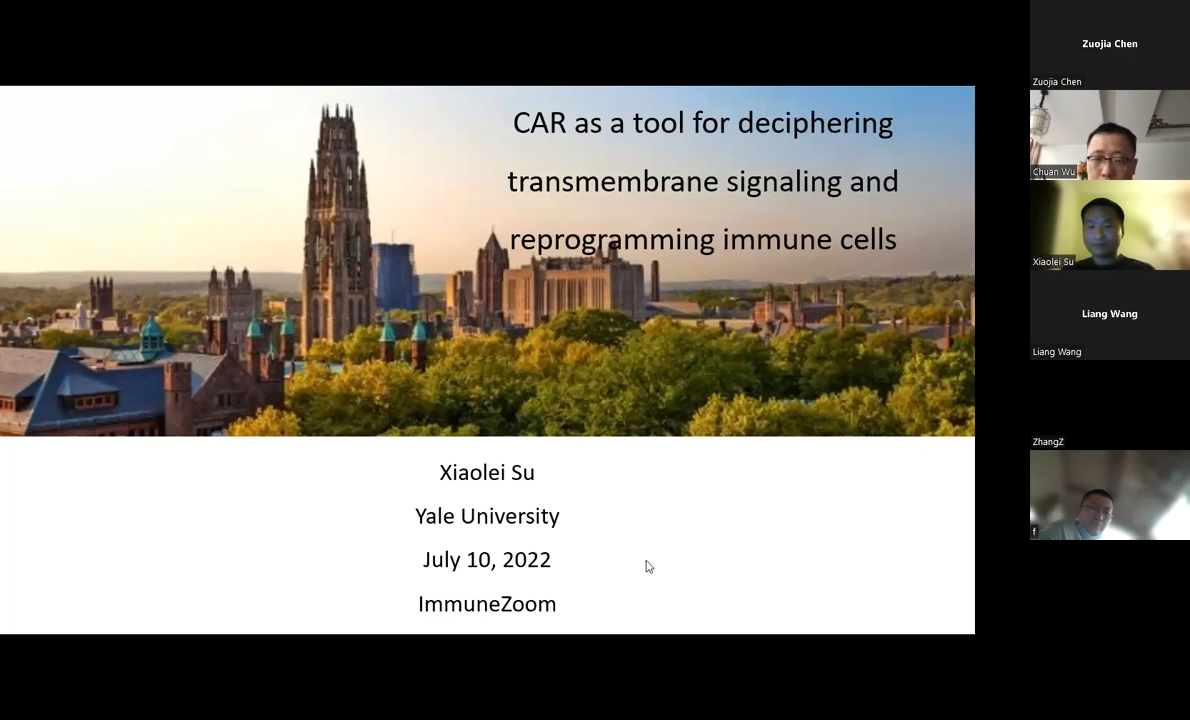 CAR as a tool for deciphering
transmembrane signaling and
reprogramming immune cells
Xiaolei Su
Yale University
July 10, 2022
ImmuneZoom
Zuojia Chen
Zuojia Chen
Chuan Wu
Xiaolei Su
Liang Wang
Liang Wang
ZhangZ
f